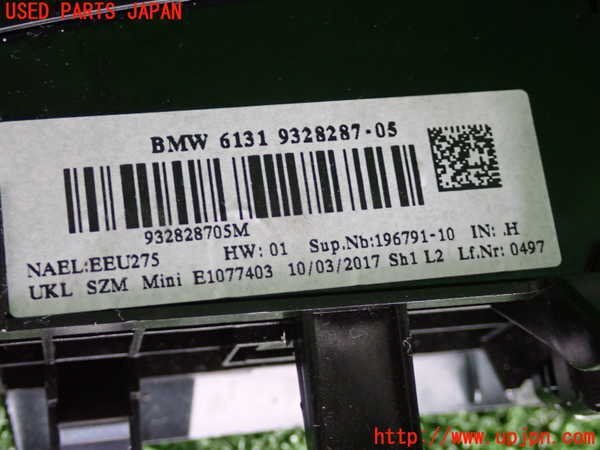 USED PARTS JAPAN
BMW 6131 9328287-05
932828705M
NAEL:EEU275 HW: 01 Sup.Nb:196791-10 IN: .H
UKL SZM Mini E1077403 10/03/2017 Sh1 L2 Lf.Nr: 0497
http://www.upjpn.com